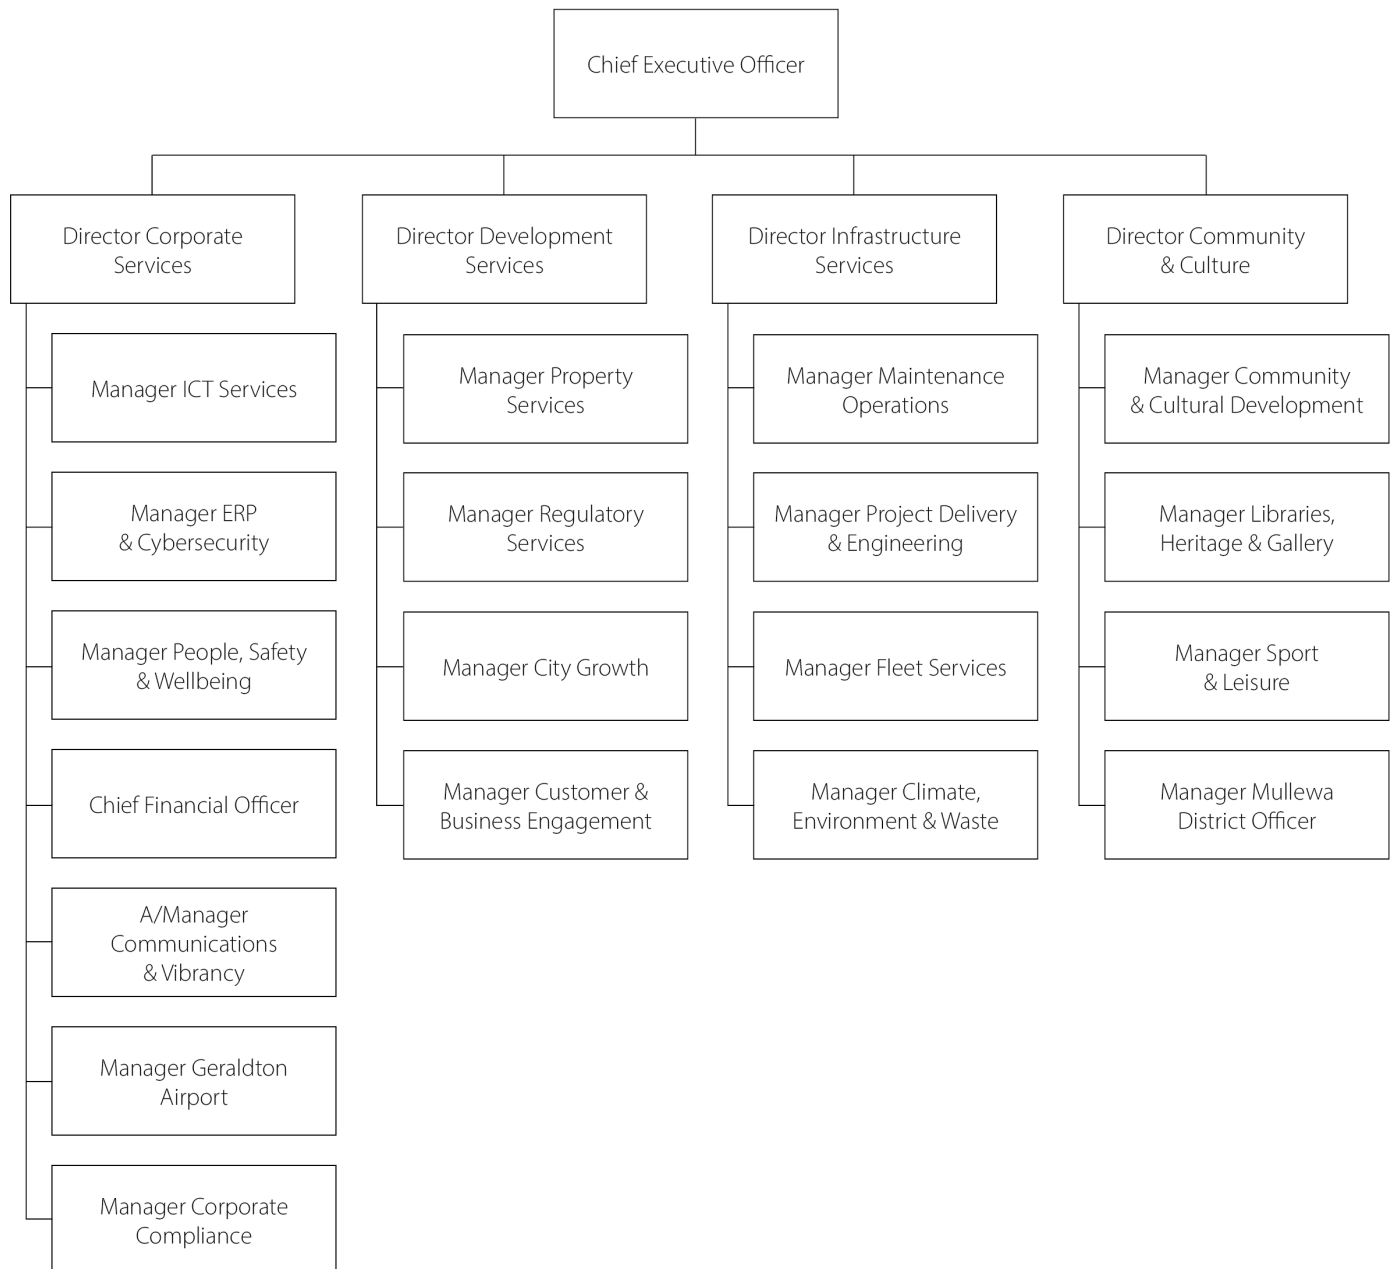 Chief Executive Officer
Director Corporate
Services
Manager ICT Services
Manager ERP
& Cybersecurity
Manager People, Safety
& Wellbeing
Chief Financial Officer
A/Manager
Communications
& Vibrancy
Manager Geraldton
Airport
Manager Corporate
Compliance
Director Development
Services
Manager Property
Services
Manager Regulatory
Services
Manager City Growth
Manager Customer &
Business Engagement
Director Infrastructure
Services
Manager Maintenance
Operations
Manager Project Delivery
& Engineering
Manager Fleet Services
Manager Climate,
Environment & Waste
Director Community
& Culture
Manager Community
& Cultural Development
Manager Libraries,
Heritage & Gallery
Manager Sport
& Leisure
Manager Mullewa
District Officer